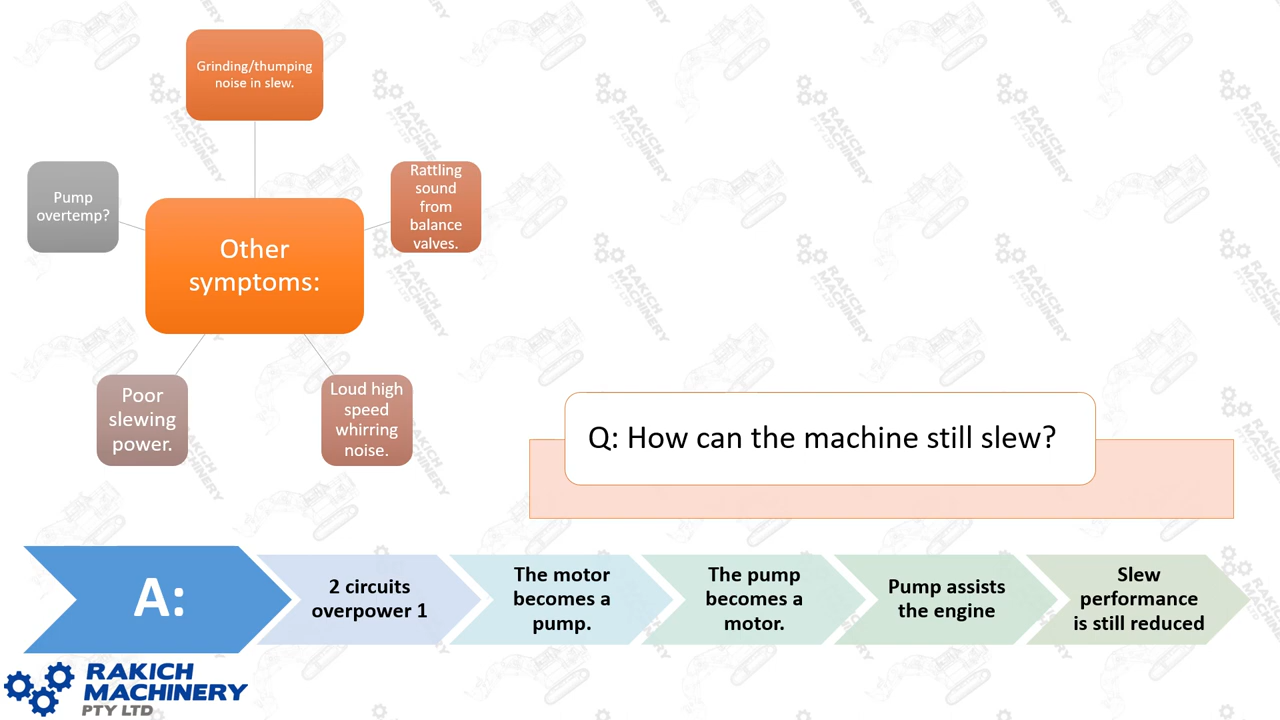 Grinding/thumping
noise in slew.
Pump
overtemp?
Rattling
sound
from
balance
valves.
Other
symptoms:
Poor
slewing
power.
Loud high
speed
whirring
noise.
Q: How can the machine still slew?
A:
2 circuits
overpower 1
The motor
becomes a
pump.
The pump
becomes a
motor.
Pump assists
the engine
Slew
performance
is still reduced
RAKICH
MACHINERY
PTY LTD